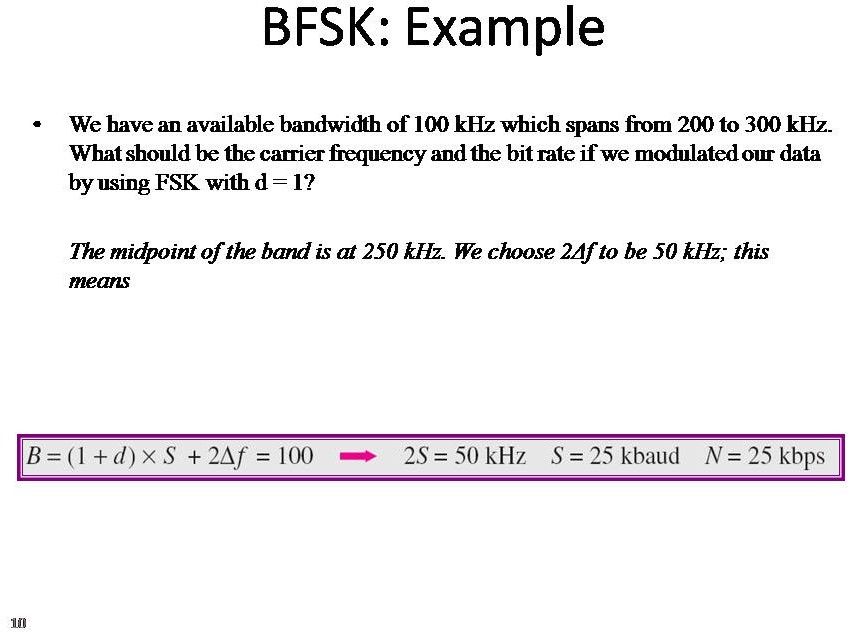 BFSK: Example
• We have an available bandwidth of 100 kHz which spans from 200 to 300 kHz.
What should be the carrier frequency and the bit rate if we modulated our data
by using FSK with d = 1?
The midpoint of the band is at 250 kHz. We choose 2Δf to be 50 kHz; this
means
B = (1 + d) × S + 2Δf = 100 ➡ 2S = 50 kHz S = 25 kbaud N = 25 kbps
10